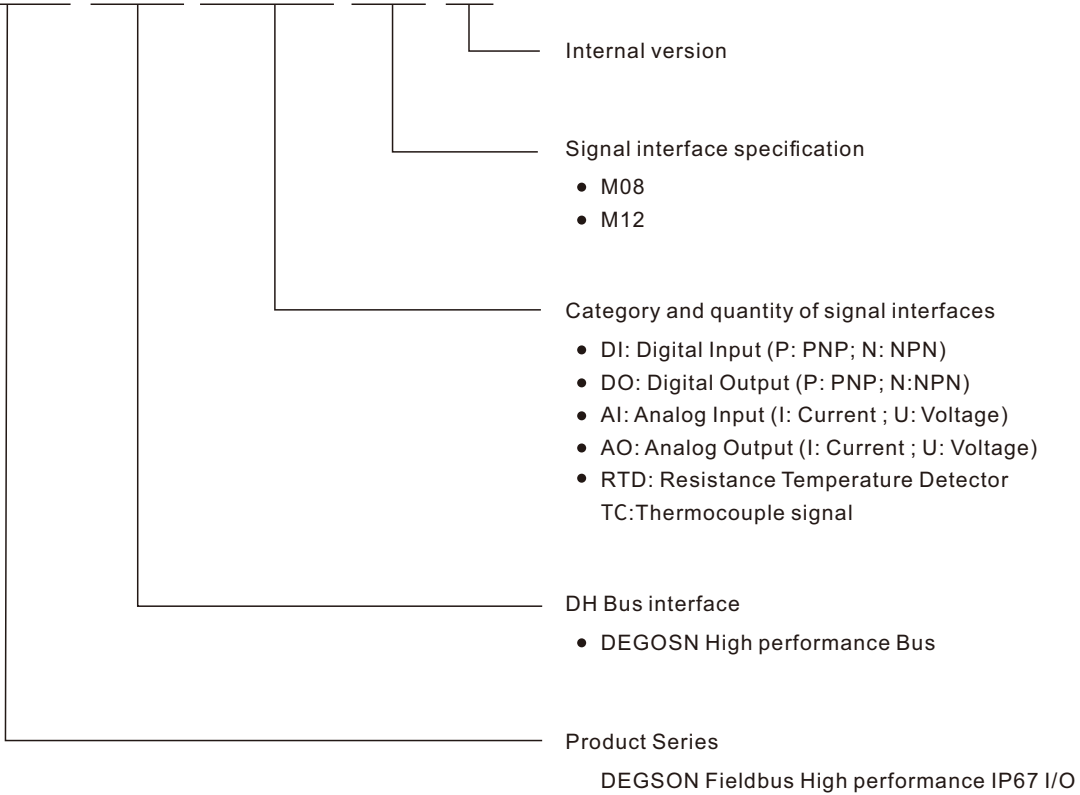 Internal version
Signal interface specification
● M08
● M12
Category and quantity of signal interfaces
● DI: Digital Input (P: PNP; N: NPN)
● DO: Digital Output (P: PNP; N:NPN)
● AI: Analog Input (I: Current ; U: Voltage)
● AO: Analog Output (I: Current ; U: Voltage)
● RTD: Resistance Temperature Detector
TC:Thermocouple signal
DH Bus interface
● DEGOSN High performance Bus
Product Series
DEGSON Fieldbus High performance IP67 I/O